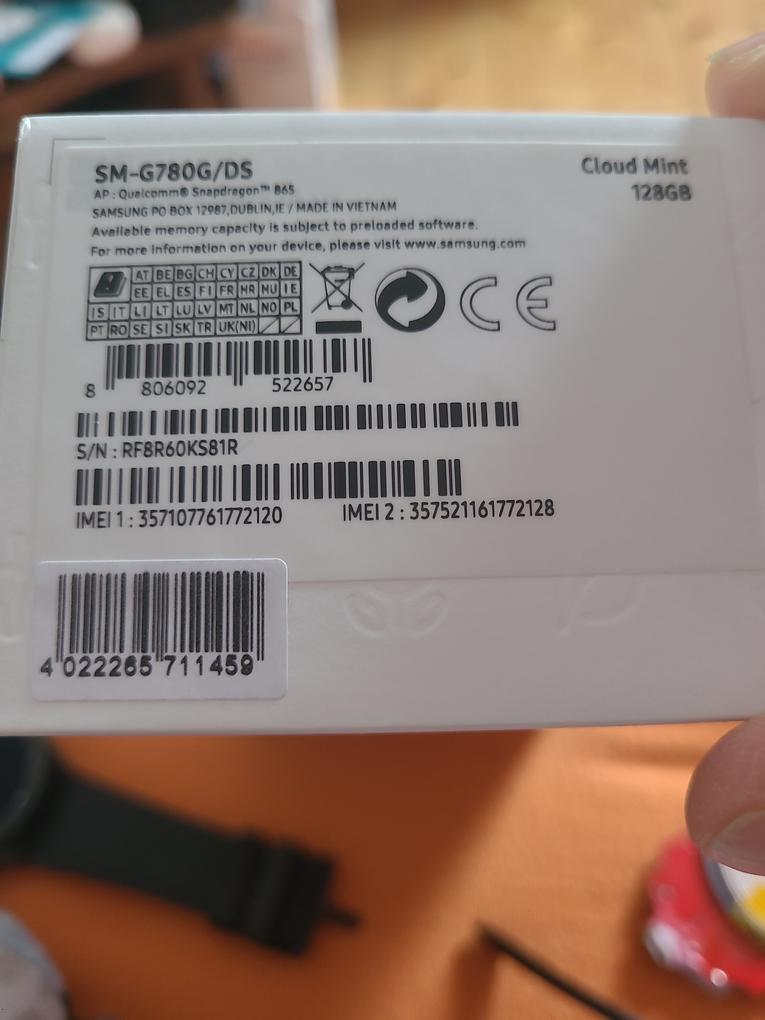 SM-G780G/DS
AP : Qualcomm® Snapdragon™ 865
SAMSUNG PO BOX 12987,DUBLIN,IE / MADE IN VIETNAM
Available memory capacity is subject to preloaded software.
For more information on your device, please visit www.samsung.com
Cloud Mint
128GB
AT BE BG CH CY CZ DK DE
EE EL ES FI FR HR HU IE
IS IT LI LT LU LV MT NL NO PL
PT RO SE SI SK TR UK(NI)
CE
8 806092 522657
S/N : RF8R60KS81R
IMEI 1 : 357107761772120 IMEI 2 : 357521161772128
4 022265 711459